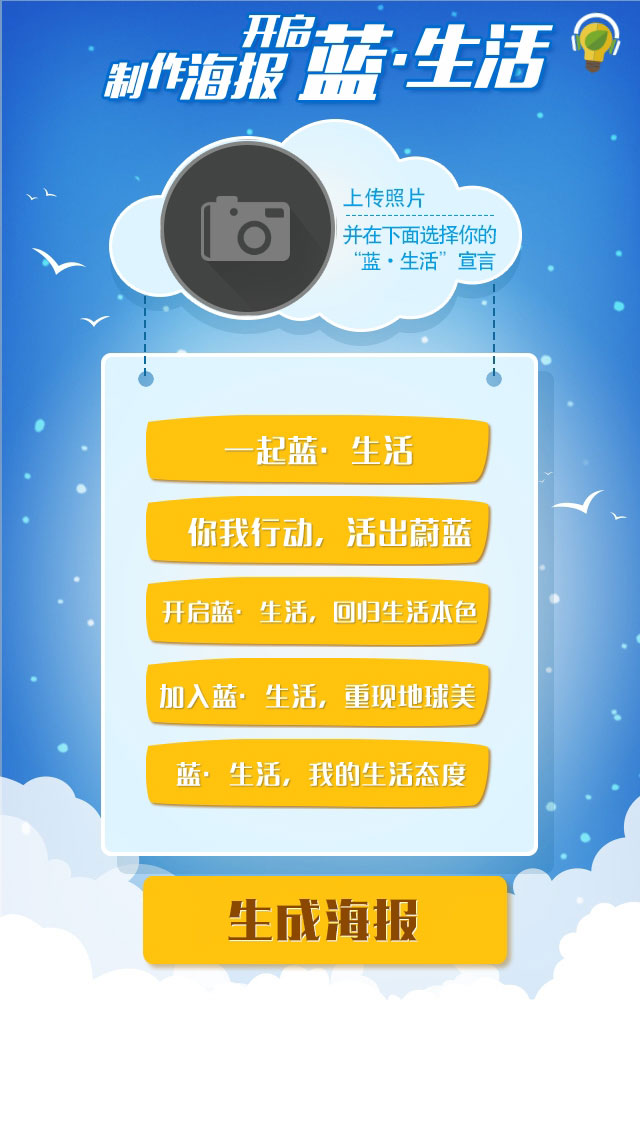 制作海报 开启 蓝·生活
上传照片
并在下面选择你的
“蓝·生活”宣言
一起蓝· 生活
你我行动，活出蔚蓝
开启蓝· 生活，回归生活本色
加入蓝· 生活，重现地球美
蓝· 生活，我的生活态度
生成海报